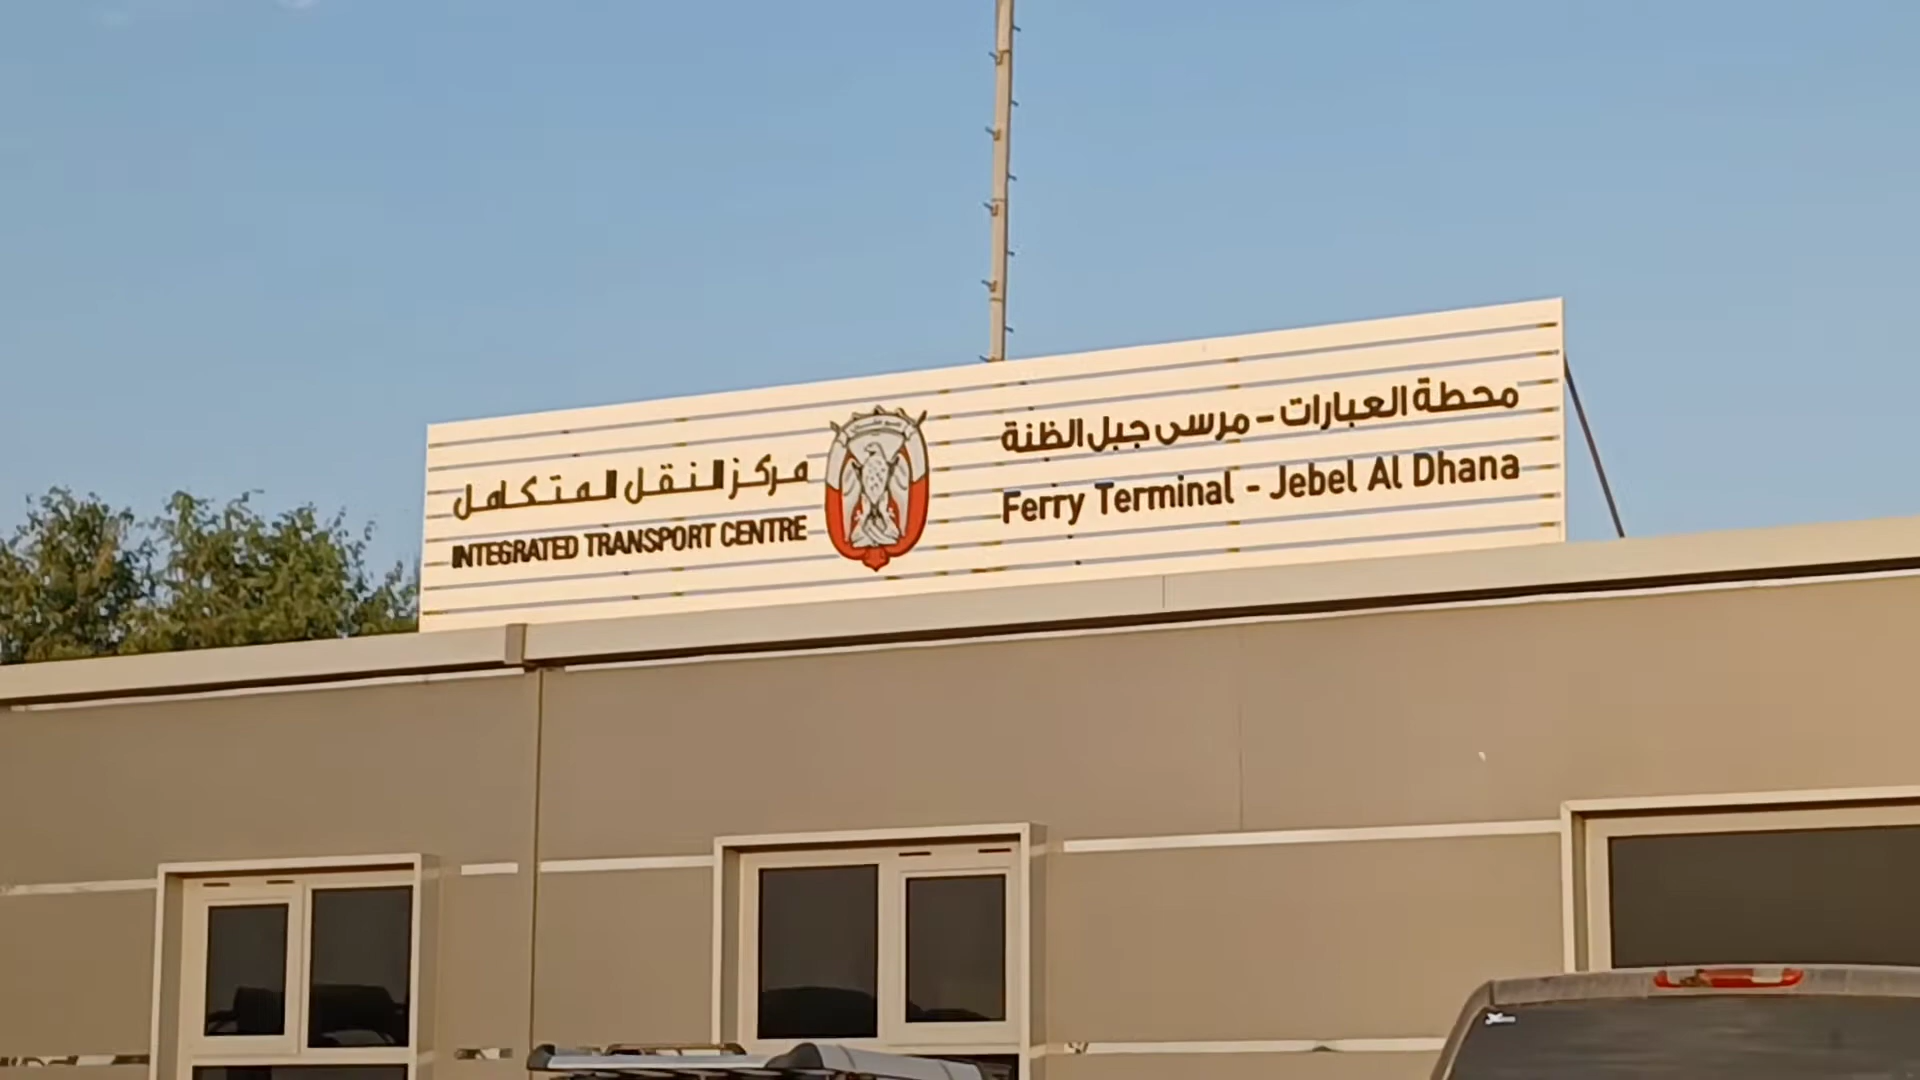 مركز النقل المتكامل
INTEGRATED TRANSPORT CENTRE
محطة العبارات - مرسى جبل الظنة
Ferry Terminal - Jebel Al Dhana